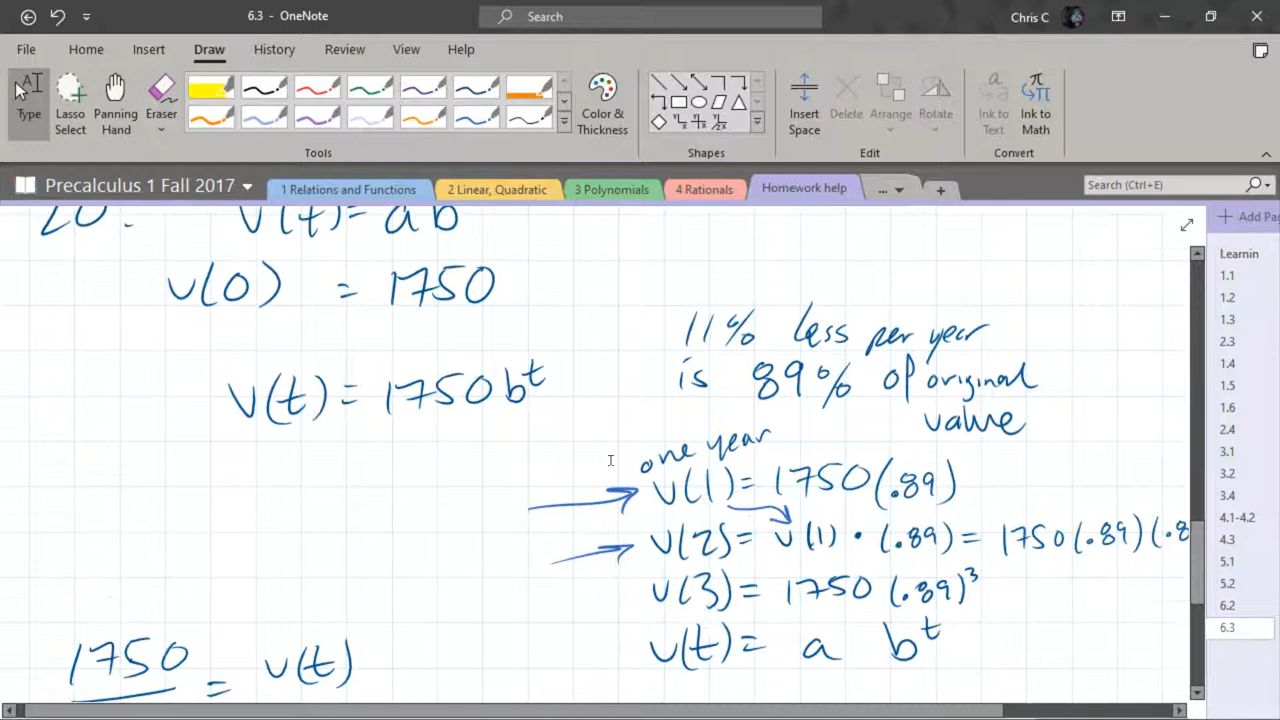 6.3 - OneNote
Search
Chris C
File Home Insert Draw History Review View Help
Type
Lasso Select
Panning Hand
Eraser
Color & Thickness
Insert Space
Delete
Arrange
Rotate
Ink to Text
Ink to Math
Tools
Shapes
Edit
Convert
Precalculus 1 Fall 2017
1 Relations and Functions
2 Linear, Quadratic
3 Polynomials
4 Rationals
Homework help
...
Search (Ctrl+E)
Add Pa
Learnin
1.1
1.2
1.3
2.3
1.4
1.5
1.6
2.4
3.1
3.2
3.4
4.1-4.2
4.3
5.1
5.2
6.2
6.3
20. v(t)= a b
v(0) = 1750
v(t) = 1750 b^t
11% less per year
is 89% of original
value
one year
v(1)= 1750 (.89)
v(2)= v(1) • (.89) = 1750 (.89)(.8
v(3)= 1750 (.89)^3
v(t)= a b^t
1750 = v(t)